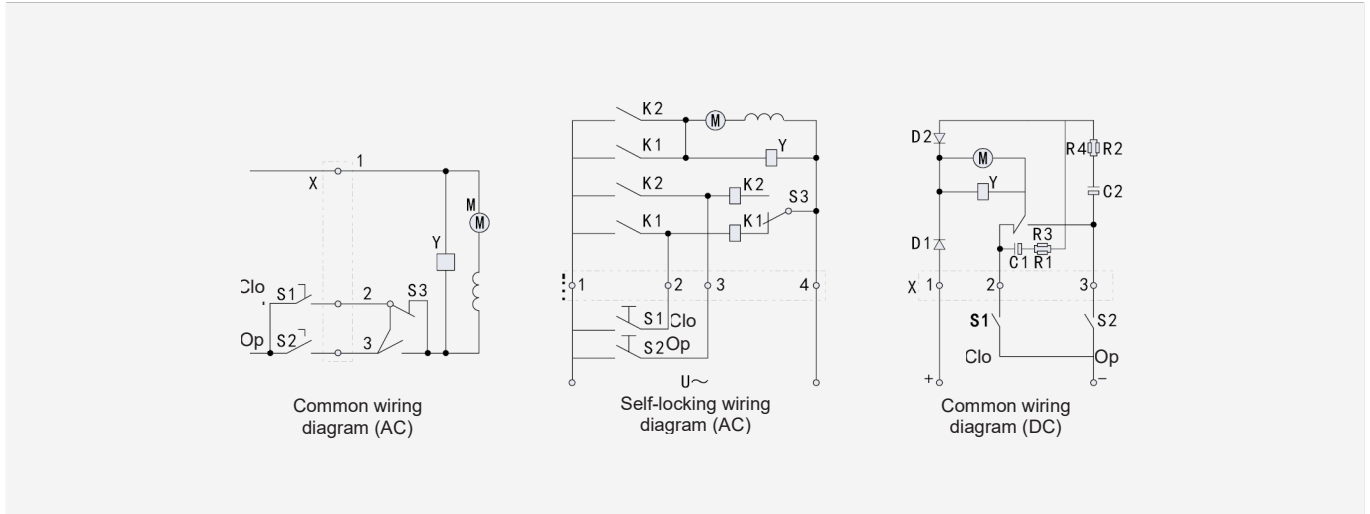 1
X
M
M
Y
Clo
S1
2
S3
Op
S2
3
Common wiring
diagram (AC)
K2
M
K1
Y
K2
K2
S3
K1
K1
1
2
3
4
S1
Clo
S2
Op
U～
Self-locking wiring
diagram (AC)
D2
M
R4
R2
Y
C2
D1
R3
C1
R1
X
1
2
3
S1
S2
Clo
Op
+
−
Common wiring
diagram (DC)